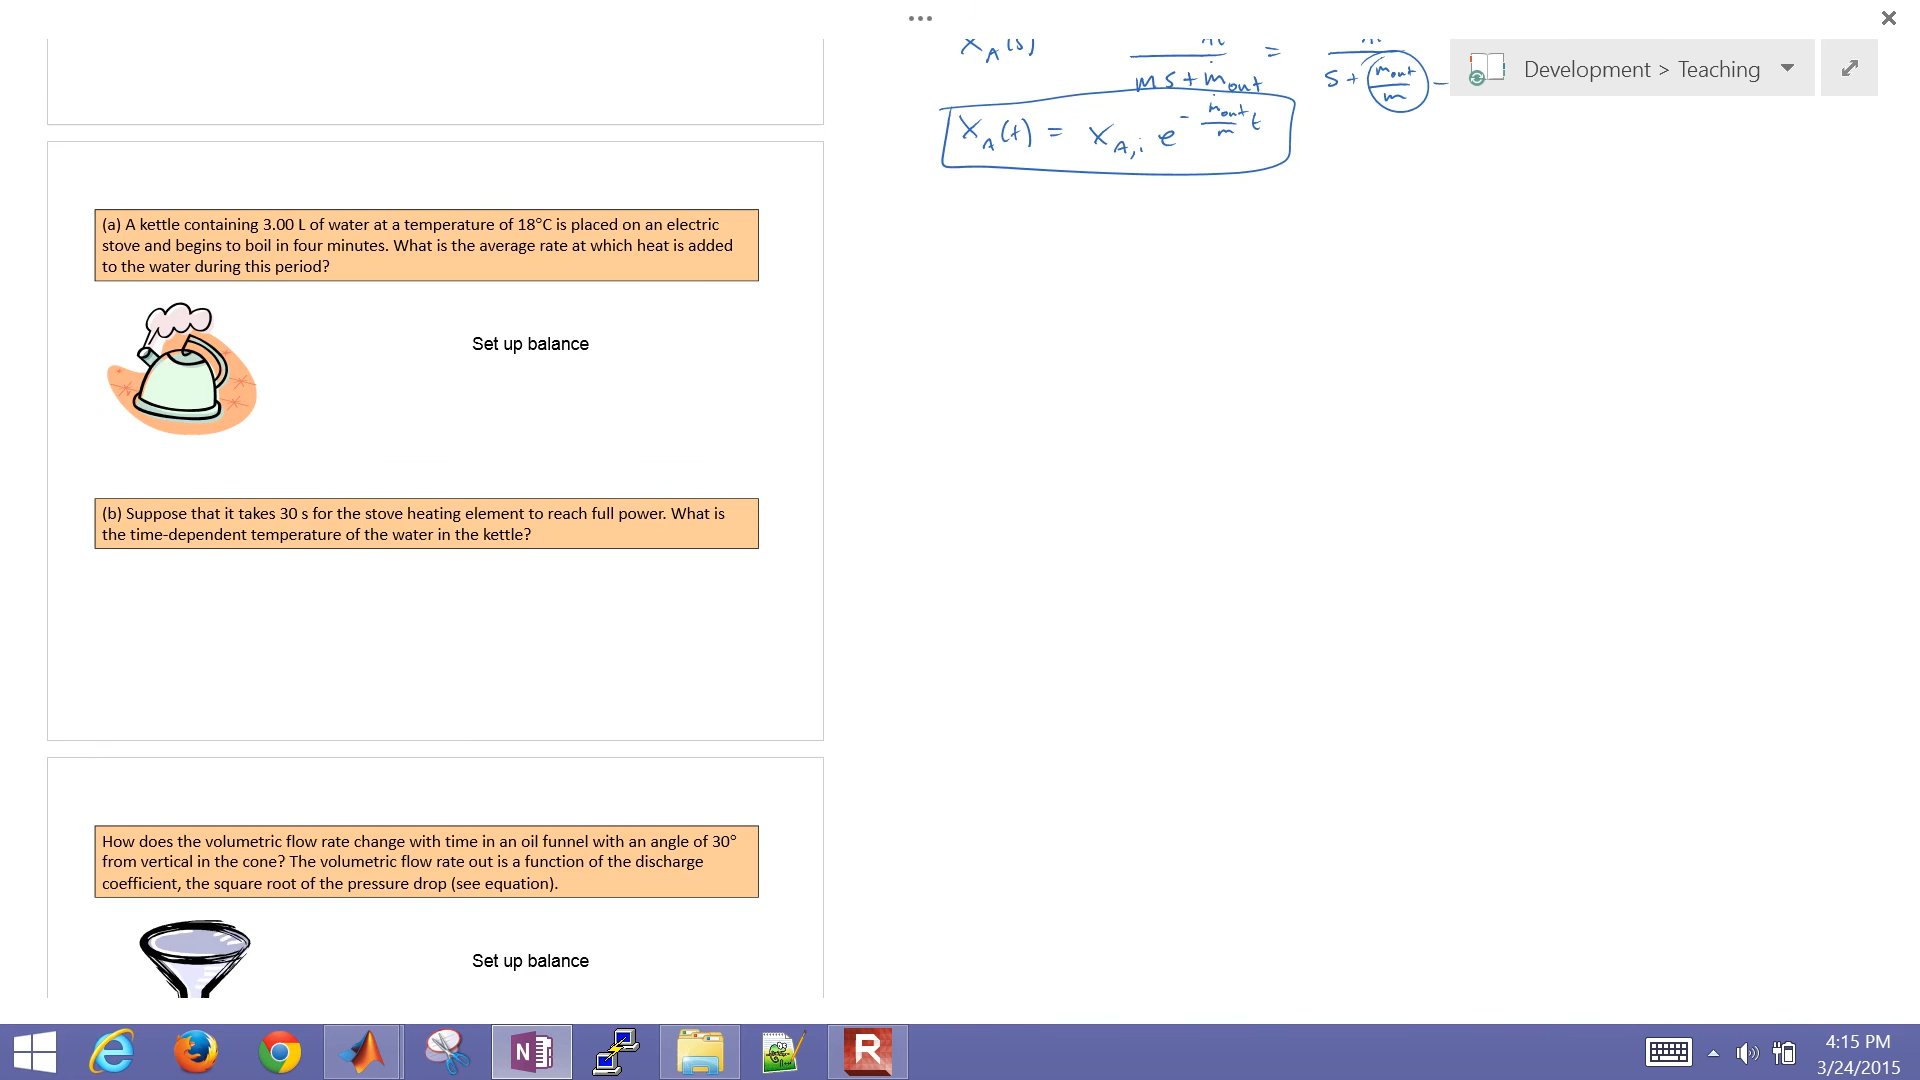 (a) A kettle containing 3.00 L of water at a temperature of 18°C is placed on an electric
stove and begins to boil in four minutes. What is the average rate at which heat is added
to the water during this period?
Set up balance
(b) Suppose that it takes 30 s for the stove heating element to reach full power. What is
the time-dependent temperature of the water in the kettle?
How does the volumetric flow rate change with time in an oil funnel with an angle of 30°
from vertical in the cone? The volumetric flow rate out is a function of the discharge
coefficient, the square root of the pressure drop (see equation).
Set up balance
X_A(s)
=
m s + ṁ_out
s + ṁ_out/m
X_A(t) = X_A,i e^(-ṁ_out/m t)
Development > Teaching
N
R
4:15 PM
3/24/2015